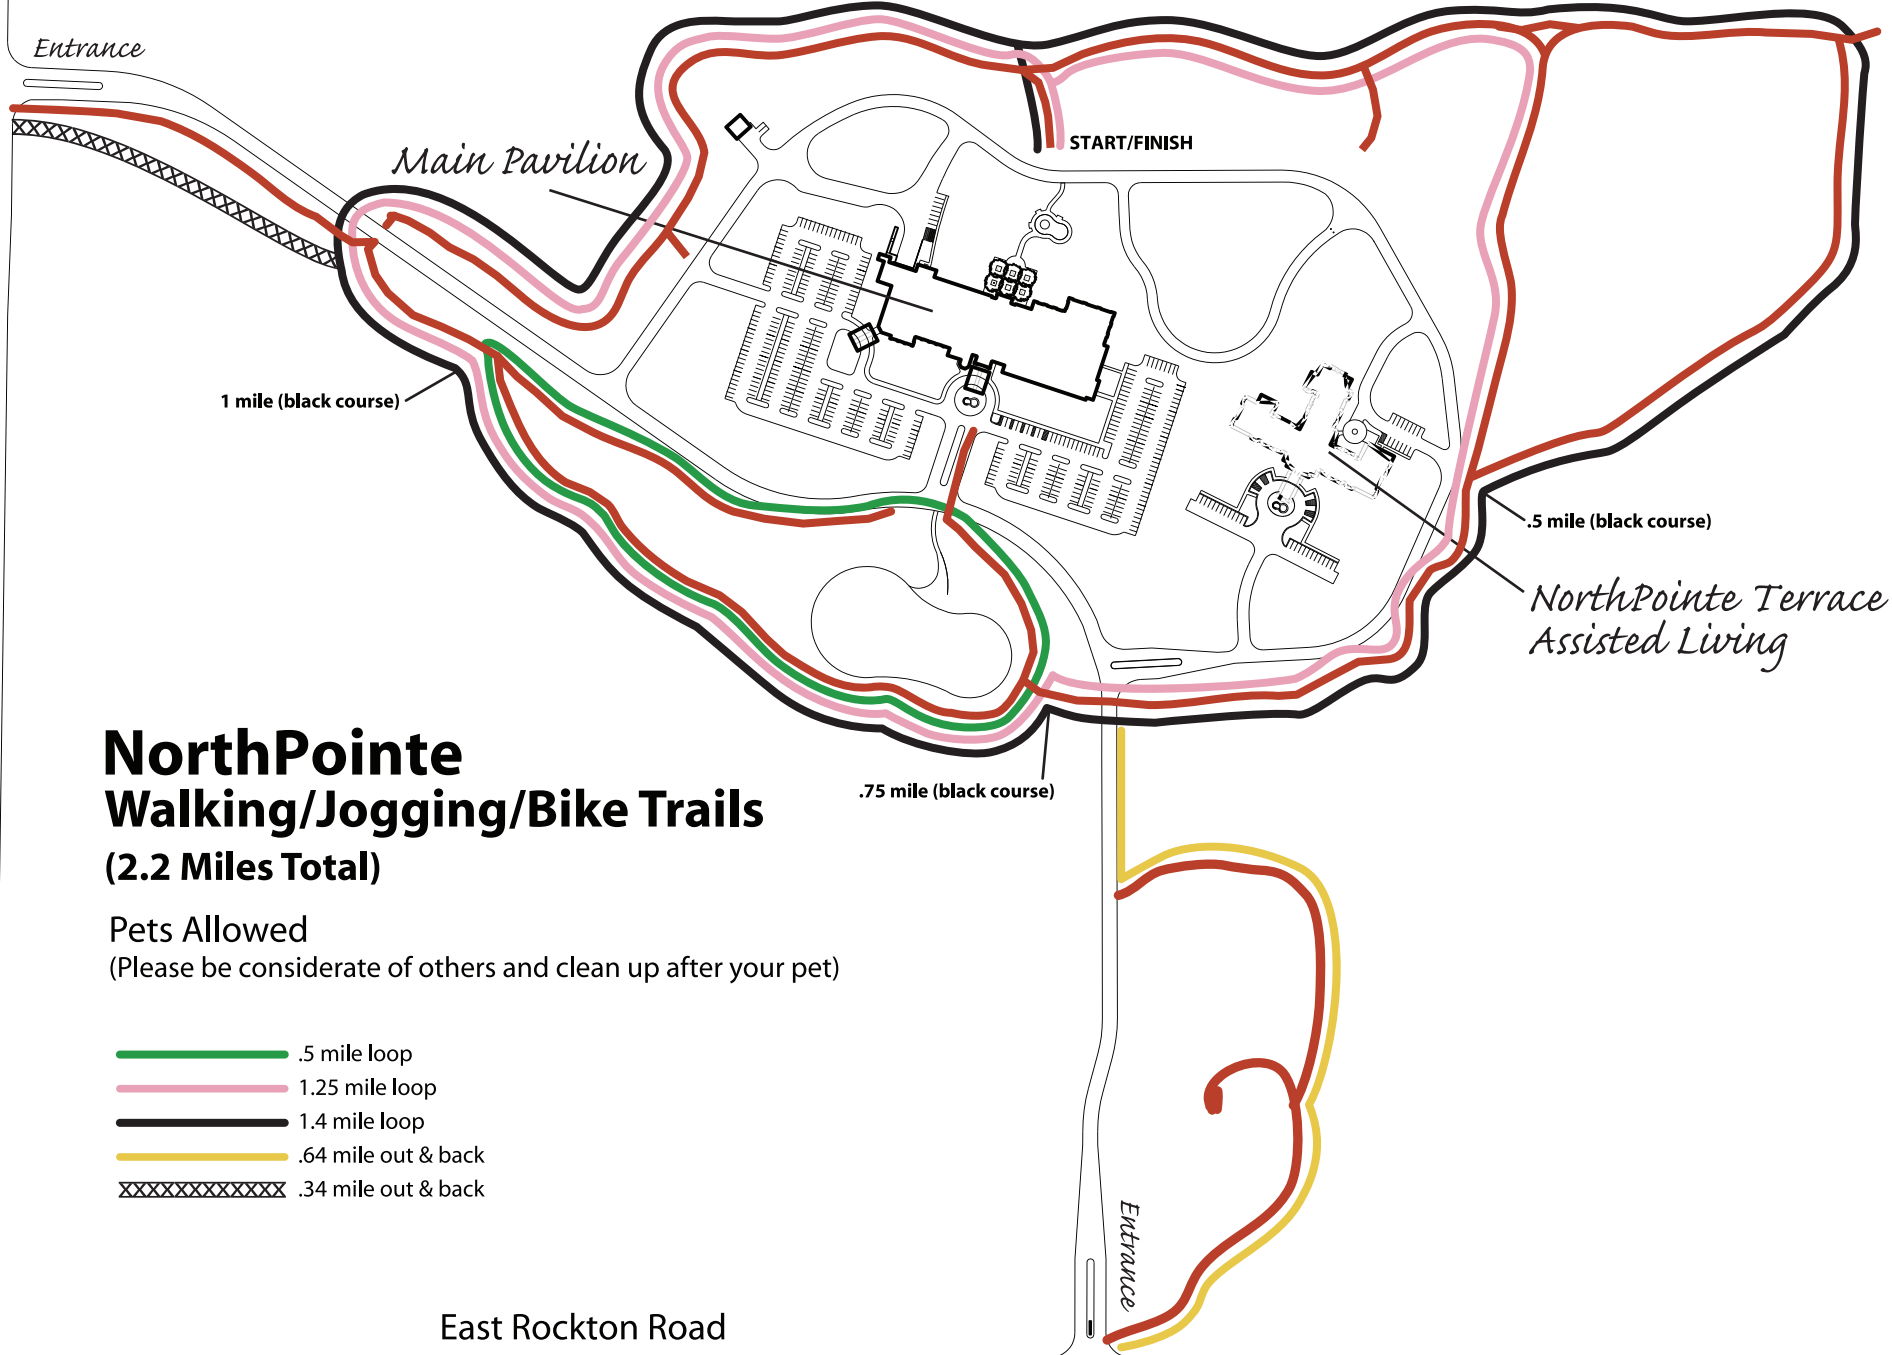 Entrance
Main Pavilion
START/FINISH
1 mile (black course)
.5 mile (black course)
NorthPointe Terrace
Assisted Living
.75 mile (black course)
NorthPointe
Walking/Jogging/Bike Trails
(2.2 Miles Total)
Pets Allowed
(Please be considerate of others and clean up after your pet)
.5 mile loop
1.25 mile loop
1.4 mile loop
.64 mile out & back
.34 mile out & back
Entrance
East Rockton Road